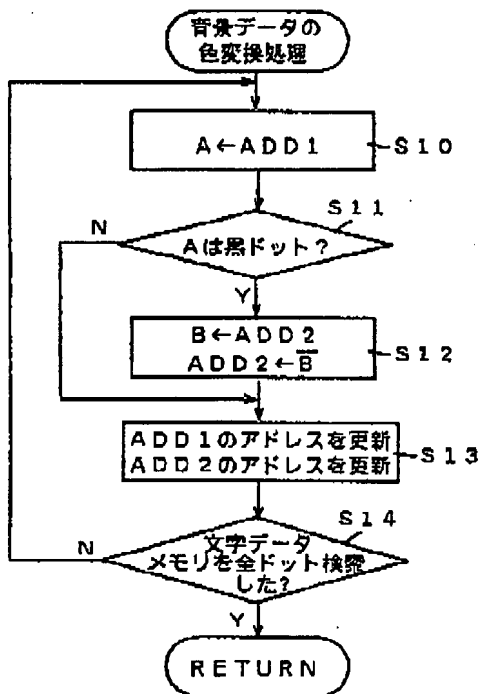 背景データの
色変換処理
A←ADD1
S10
S11
N
Aは黒ドット?
Y
B←ADD2
ADD2←B̅
S12
ADD1のアドレスを更新
ADD2のアドレスを更新
S13
S14
N
文字データ
メモリを全ドット検索
した?
Y
RETURN